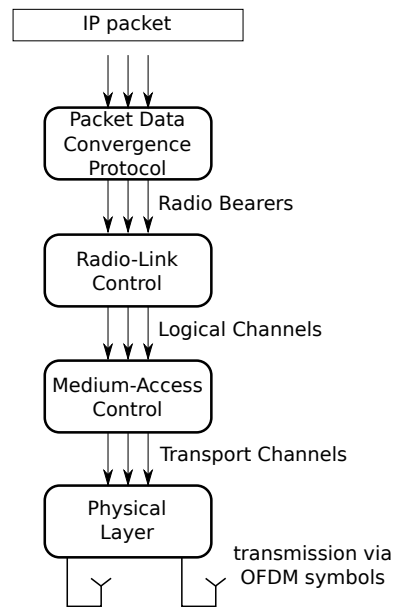 IP packet
Packet Data
Convergence
Protocol
Radio Bearers
Radio-Link
Control
Logical Channels
Medium-Access
Control
Transport Channels
Physical
Layer
transmission via
OFDM symbols